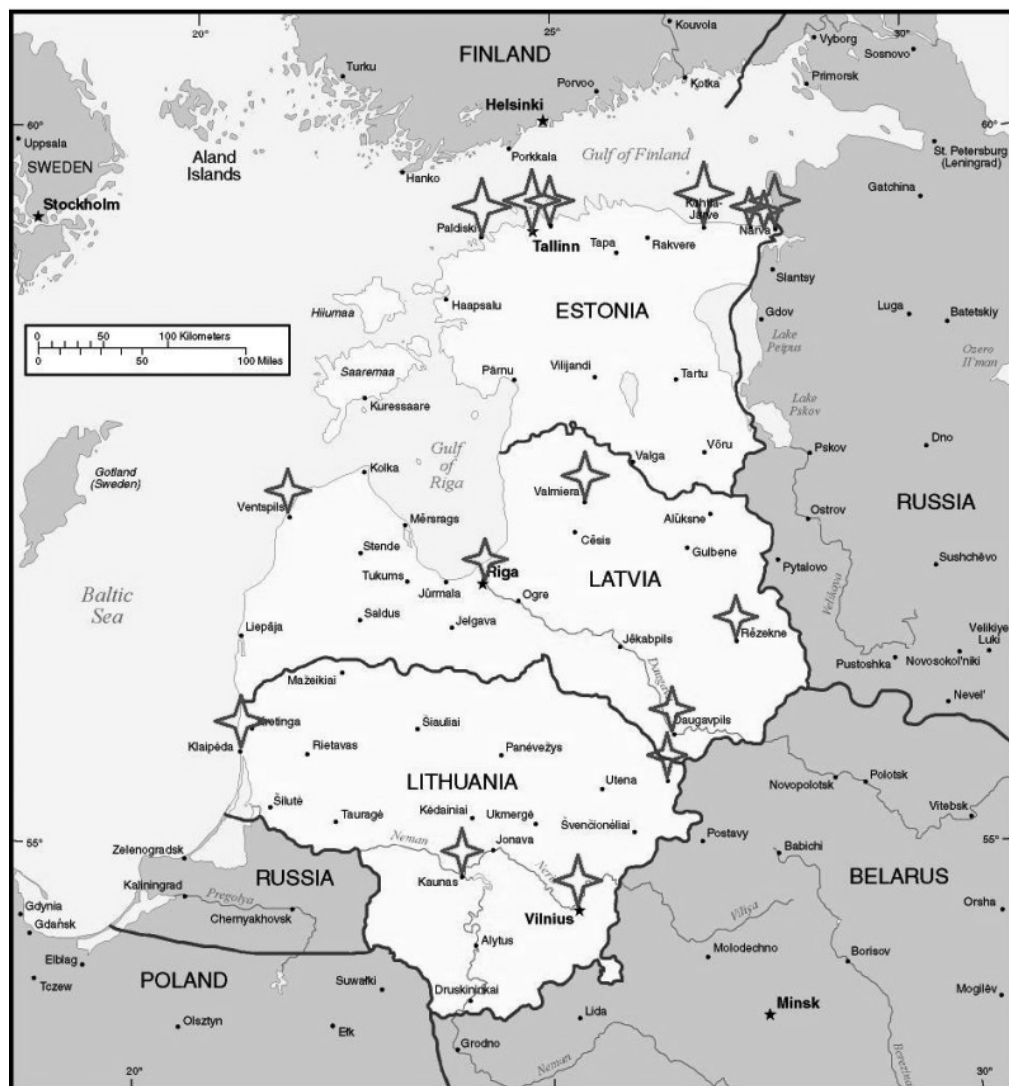 20°
25°
30°
Kouvola
Vyborg
Sosnovo
FINLAND
Turku
Primorsk
Porvoo
Kotka
Helsinki
60°
60°
Uppsala
Aland
Islands
Porkkala
Gulf of Finland
St. Petersburg
(Leningrad)
SWEDEN
Hanko
Gatchina
Stockholm
Paldiski
Järve
Narva
Tallinn
Tapa
Rakvere
Slantsy
Haapsalu
Hiiumaa
ESTONIA
Gdov
Luga
Batetskiy
0 50 100 Kilometers
0 50 100 Miles
Lake
Peipus
Ozero
Il'man
Saaremaa
Pärnu
Vilijandi
Tartu
Kuressaare
Lake
Pskov
Gulf
of
Riga
Võru
Dno
Valga
Pskov
Kolka
Gotland
(Sweden)
Valmiera
Ventspils
RUSSIA
Mērsrags
Alūksne
Ostrov
Cēsis
Stende
Gulbene
Sushchëvo
Riga
LATVIA
Pytalovo
Tukums
Jūrmala
Velikaya
Baltic
Sea
Ogre
Saldus
Jelgava
Liepāja
Rēzekne
Jēkabpils
Velikiye
Luki
Pustoshka
Novosokol'niki
Mažeikiai
Nevel'
Šiauliai
Daugavpils
Klaipėda
Rietavas
Panévežys
LITHUANIA
Utena
Novopolotsk
Polotsk
Šilutė
Kėdainiai
Tauragė
Ukmergė
Švenčionėliai
Vitebsk
Neman
Jonava
Postavy
Babichi
55°
55°
Zelenogradsk
Kaunas
RUSSIA
Kaliningrad
Pregolya
BELARUS
Gdynia
Chernyakhovsk
Vilnius
Viliya
Orsha
Gdańsk
Alytus
Molodechno
Borisov
Elblag
POLAND
Tczew
Suwałki
Druskininkai
Minsk
Mogilëv
Olsztyn
Ełk
Lida
Grodno
Neman
20°
25°
30°